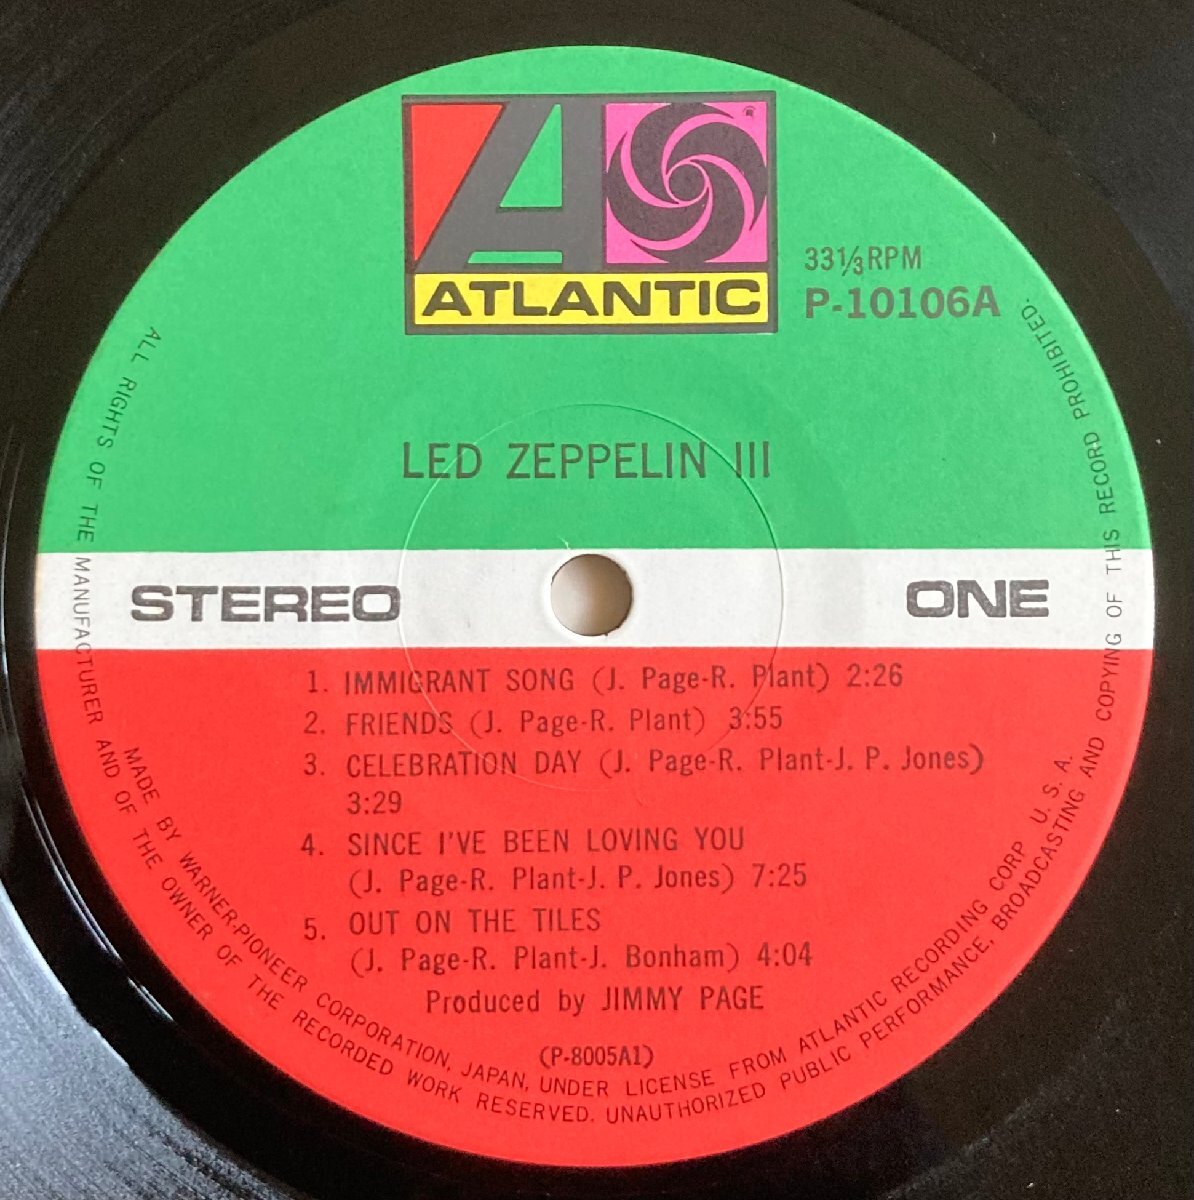 ATLANTIC
33⅓ RPM
P-10106A
LED ZEPPELIN III
STEREO
ONE
1. IMMIGRANT SONG (J. Page-R. Plant) 2:26
2. FRIENDS (J. Page-R. Plant) 3:55
3. CELEBRATION DAY (J. Page-R. Plant-J. P. Jones)
3:29
4. SINCE I'VE BEEN LOVING YOU
(J. Page-R. Plant-J. P. Jones) 7:25
5. OUT ON THE TILES
(J. Page-R. Plant-J. Bonham) 4:04
Produced by JIMMY PAGE
(P-8005A1)
MADE BY WARNER-PIONEER CORPORATION, JAPAN, UNDER LICENSE FROM ATLANTIC RECORDING CORP U. S. A.
ALL RIGHTS OF THE MANUFACTURER AND OF THE OWNER OF THE RECORDED WORK RESERVED. UNAUTHORIZED PUBLIC PERFORMANCE, BROADCASTING AND COPYING OF THIS RECORD PROHIBITED.